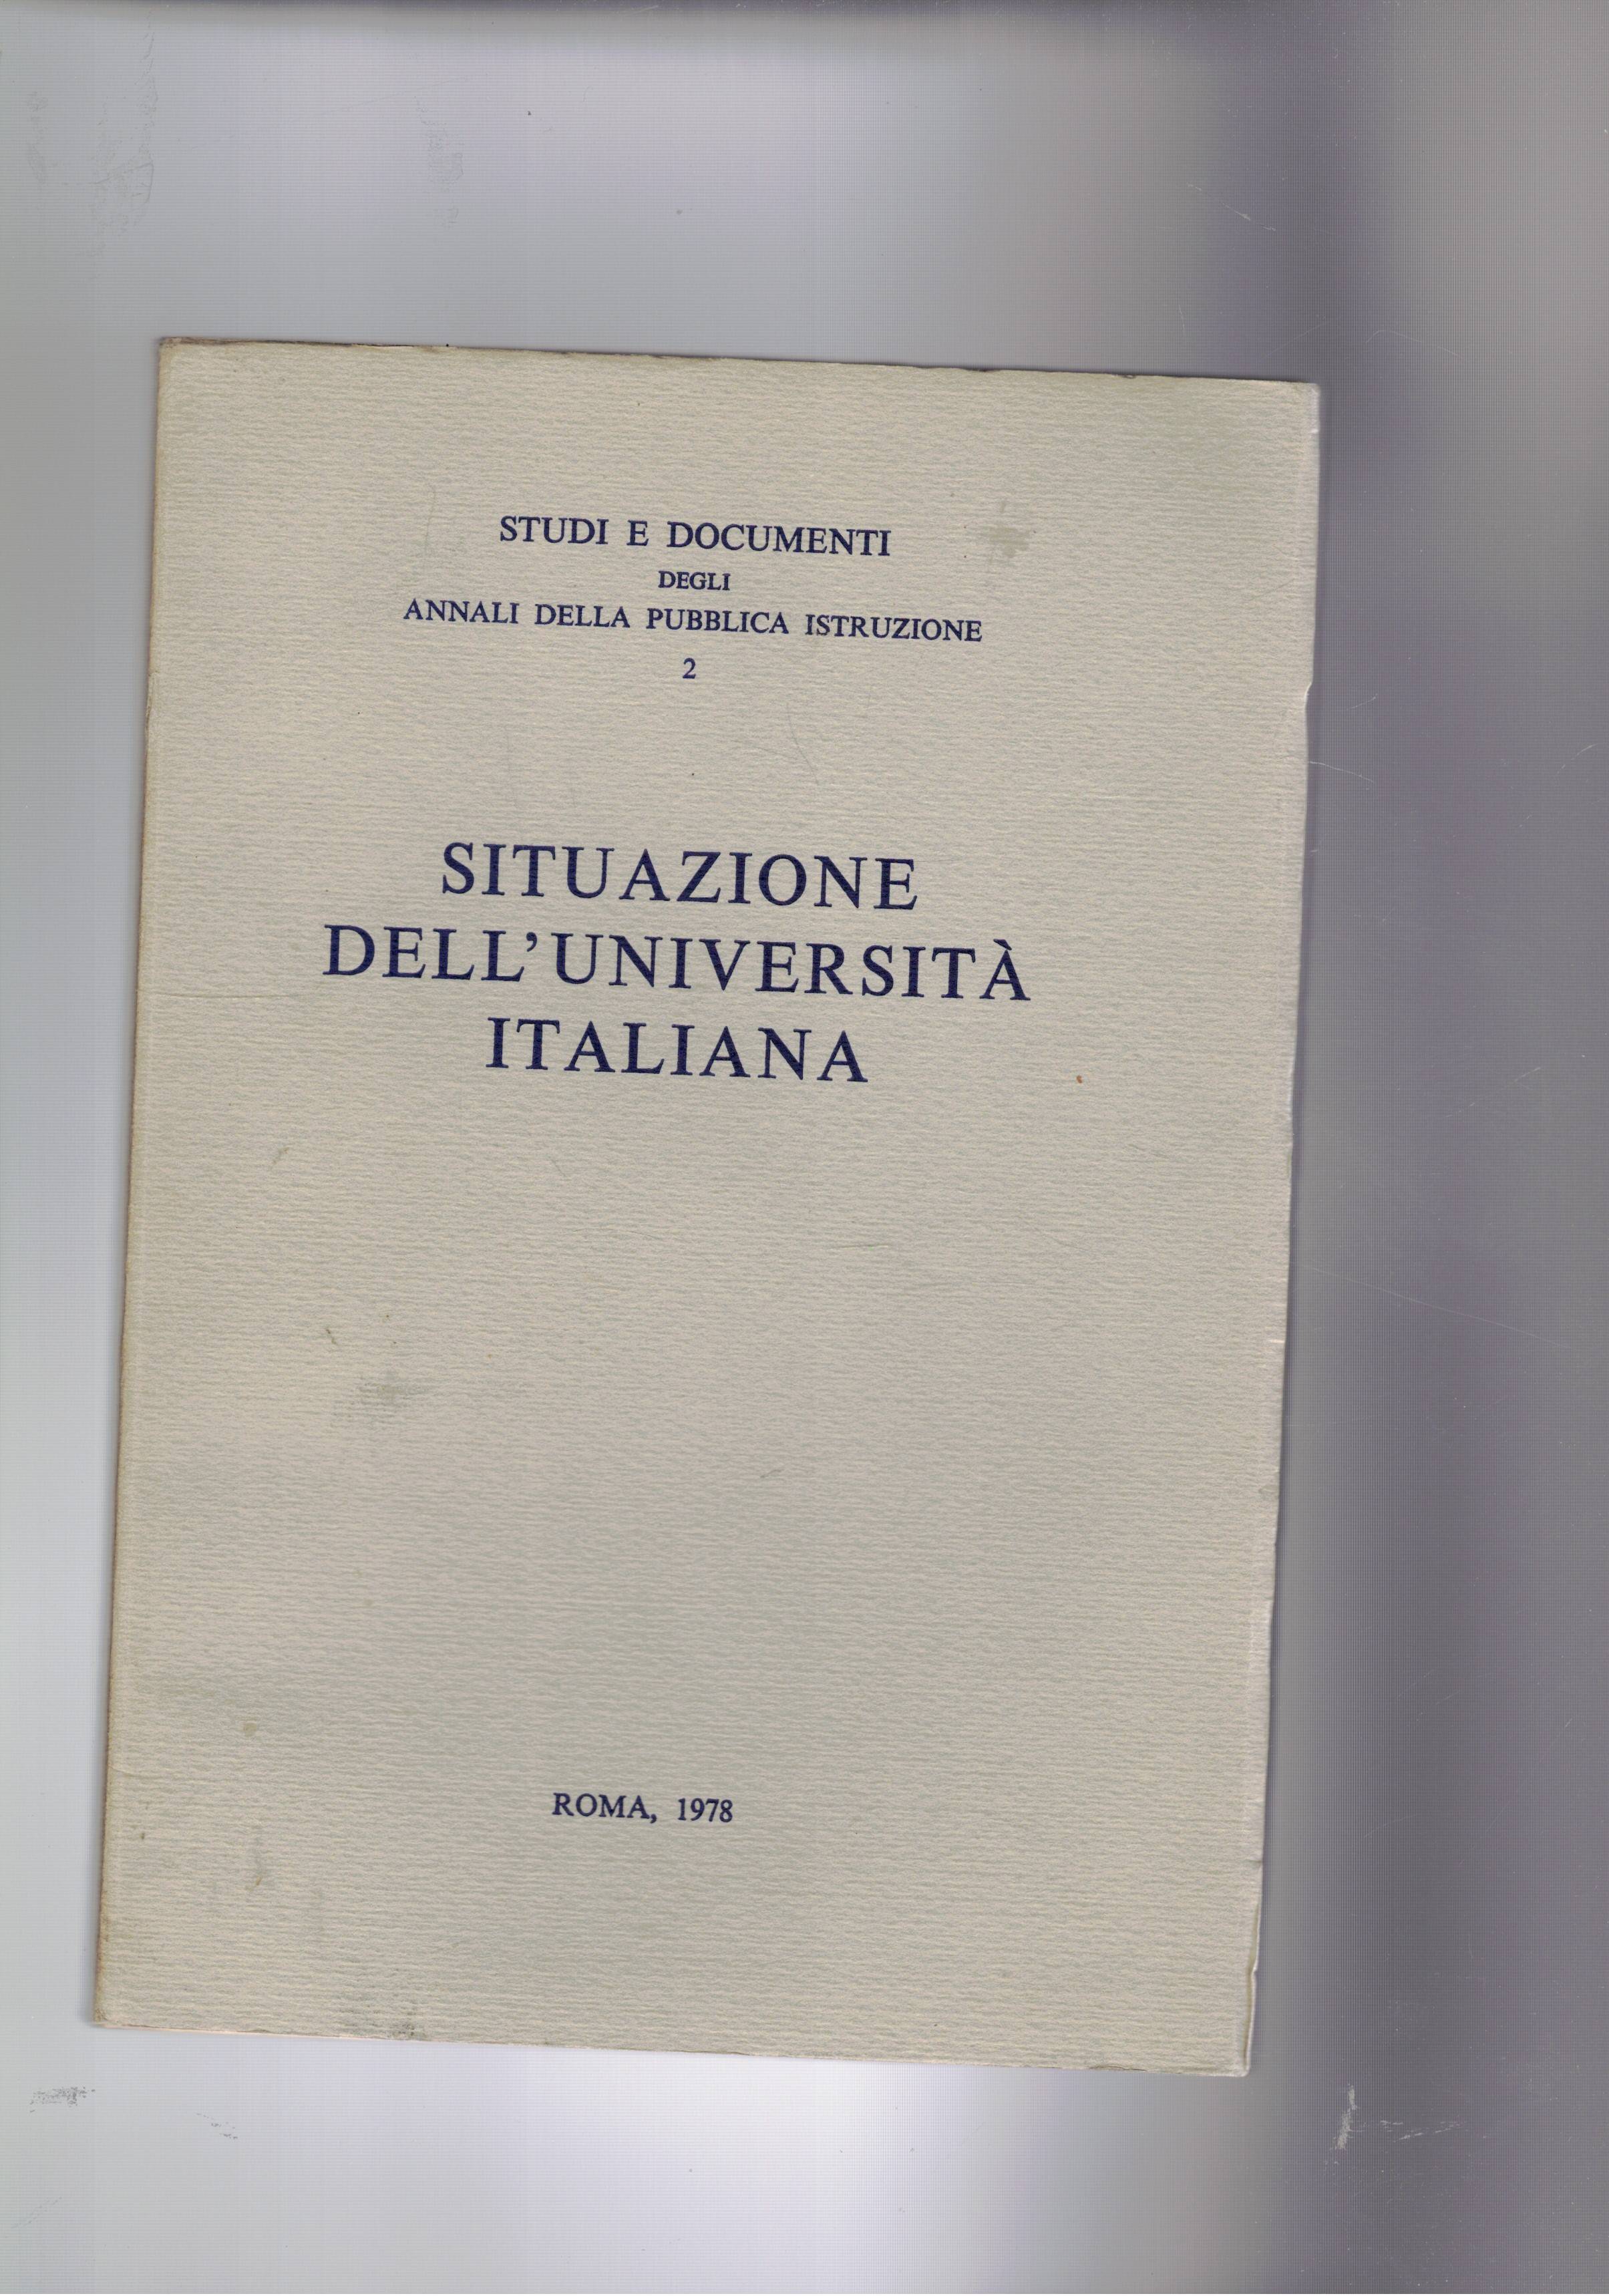 STUDI E DOCUMENTI
DEGLI
ANNALI DELLA PUBBLICA ISTRUZIONE
2
SITUAZIONE
DELL'UNIVERSITÀ
ITALIANA
ROMA, 1978